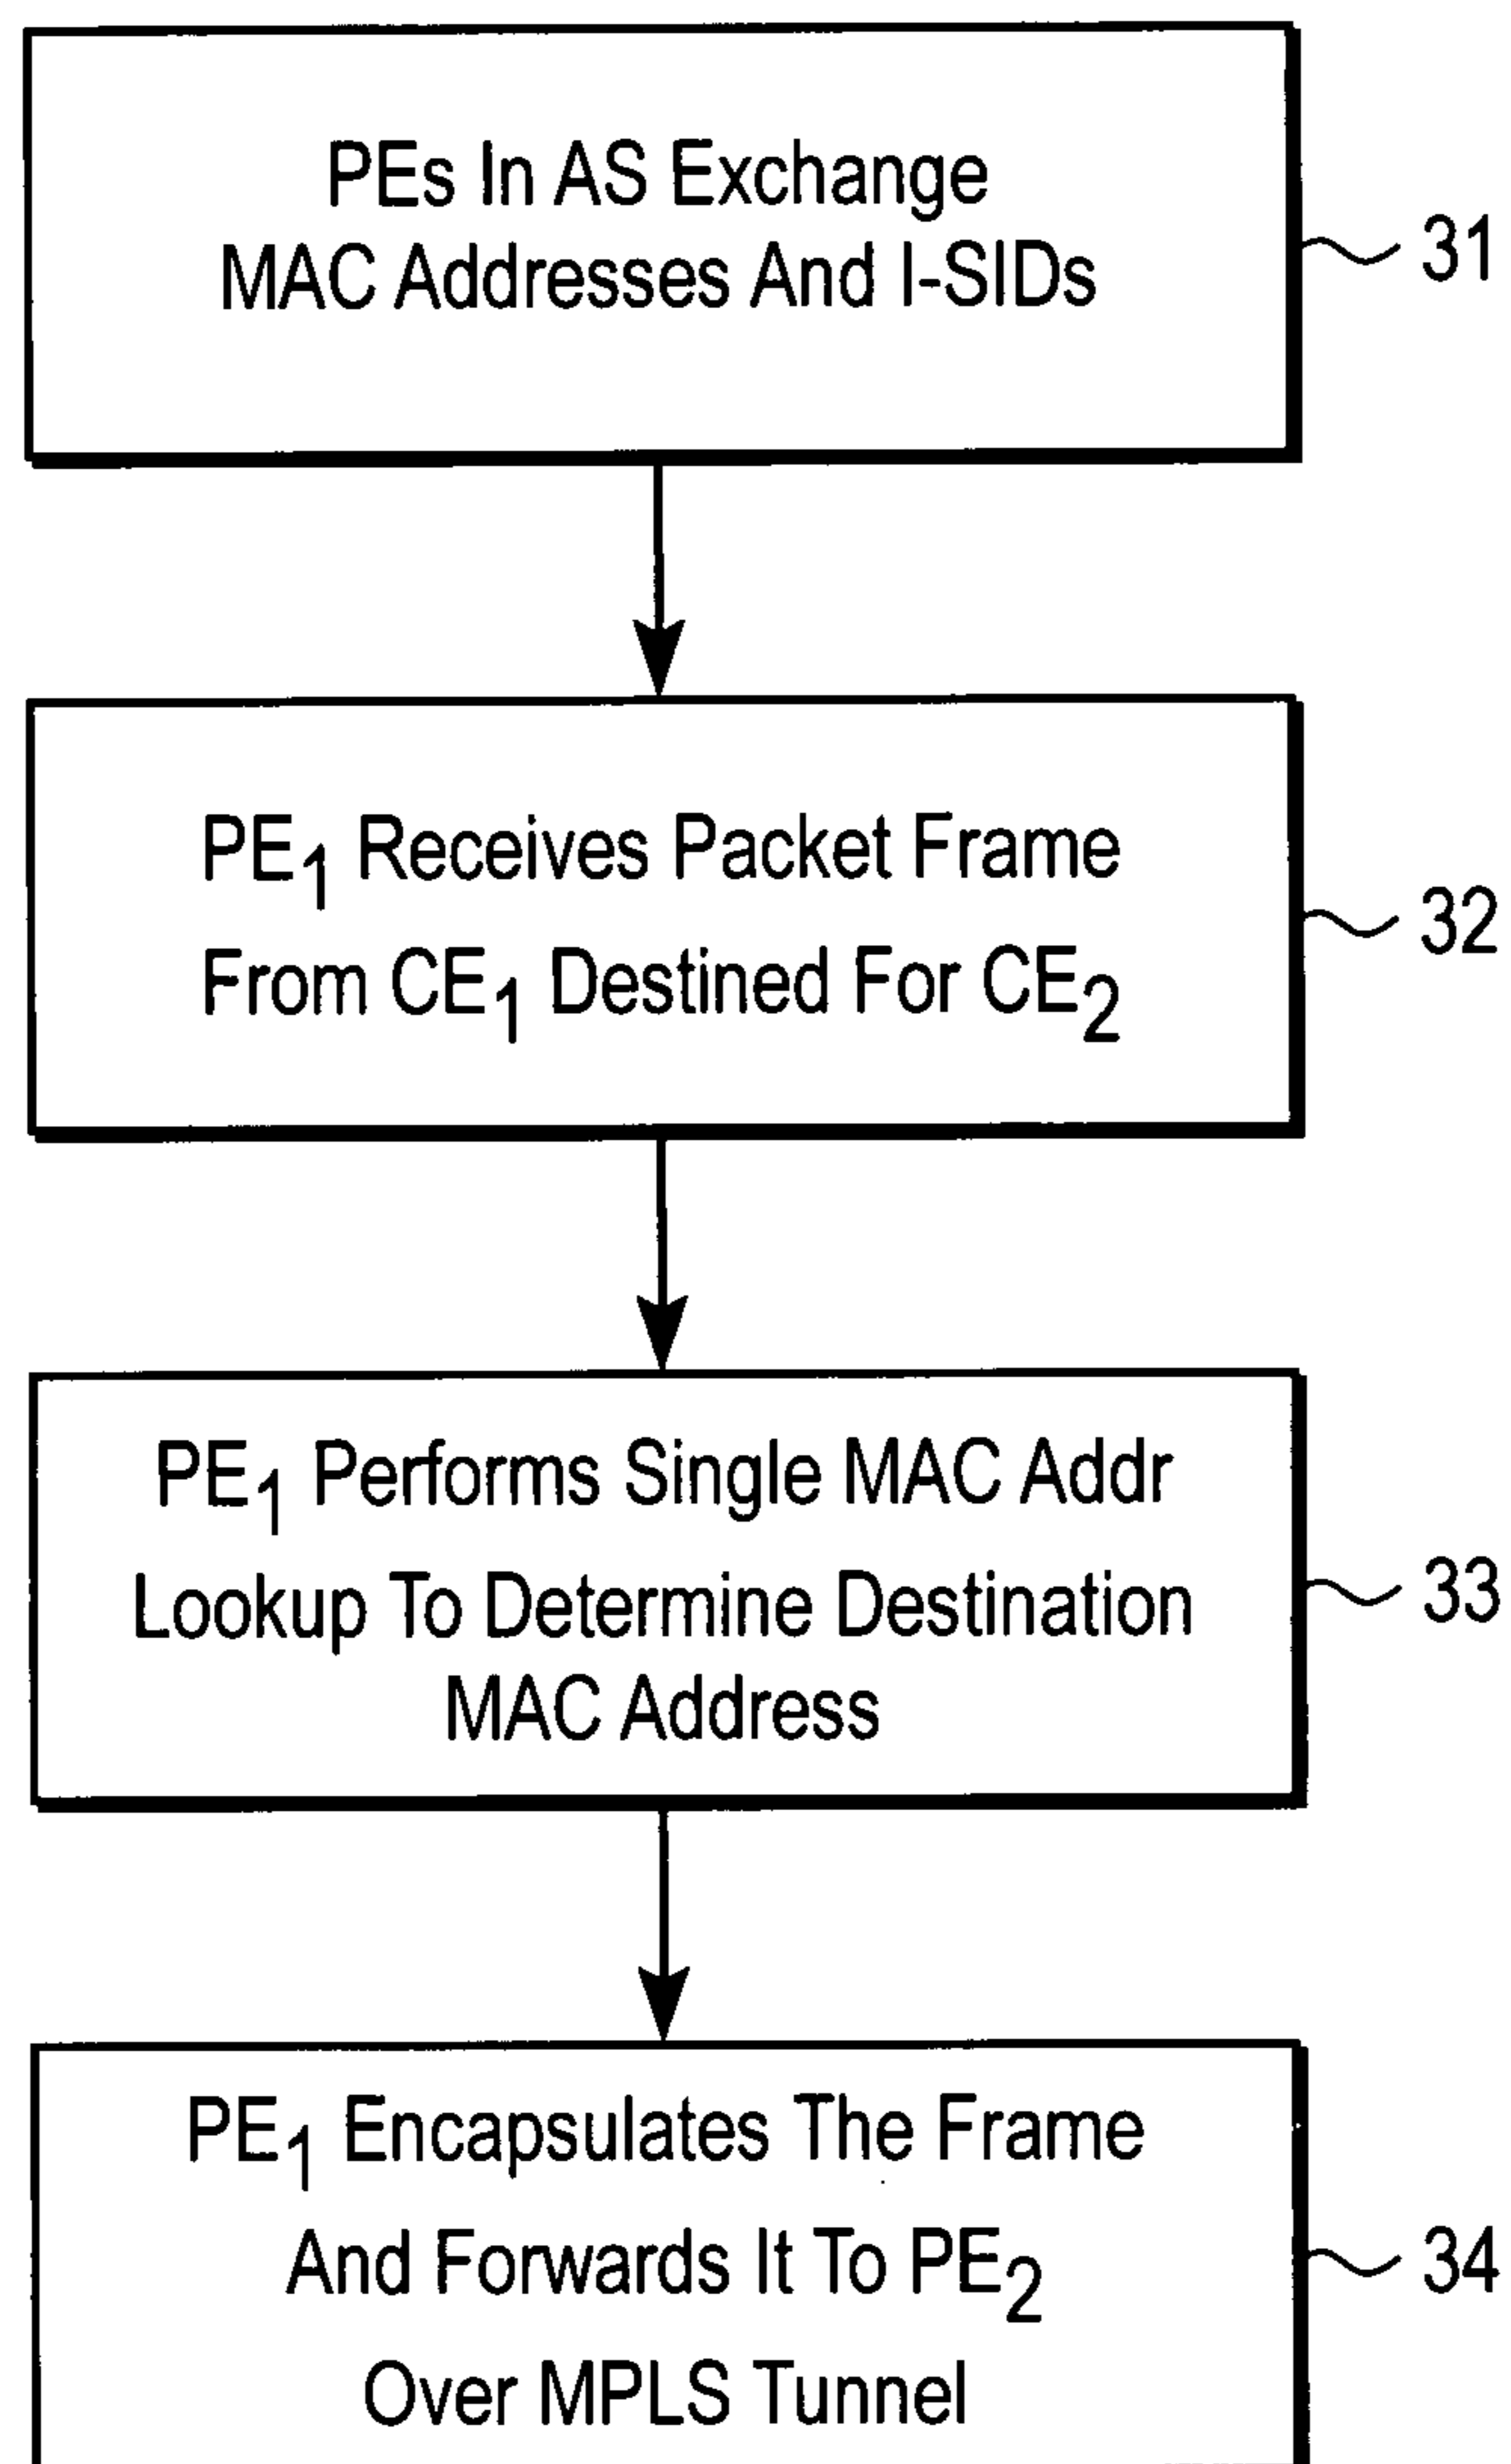 PEs In AS Exchange
MAC Addresses And I-SIDs
31
PE1 Receives Packet Frame
From CE1 Destined For CE2
32
PE1 Performs Single MAC Addr
Lookup To Determine Destination
MAC Address
33
PE1 Encapsulates The Frame
And Forwards It To PE2
Over MPLS Tunnel
34